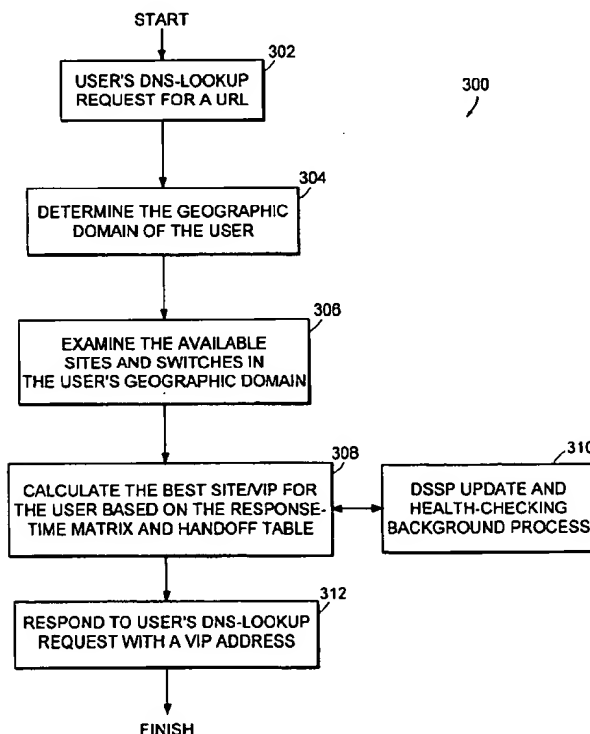 START
302
USER'S DNS-LOOKUP
REQUEST FOR A URL
300
304
DETERMINE THE GEOGRAPHIC
DOMAIN OF THE USER
306
EXAMINE THE AVAILABLE
SITES AND SWITCHES IN
THE USER'S GEOGRAPHIC DOMAIN
308
CALCULATE THE BEST SITE/VIP FOR
THE USER BASED ON THE RESPONSE-
TIME MATRIX AND HANDOFF TABLE
310
DSSP UPDATE AND
HEALTH-CHECKING
BACKGROUND PROCESS
312
RESPOND TO USER'S DNS-LOOKUP
REQUEST WITH A VIP ADDRESS
FINISH